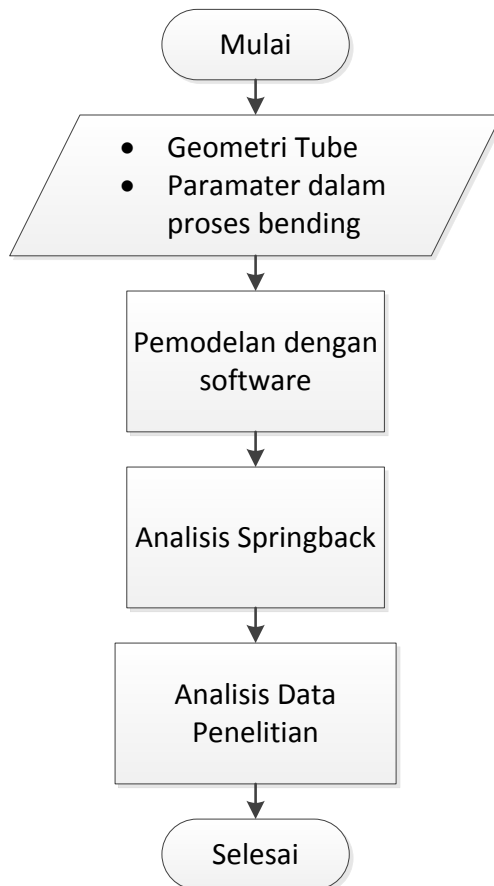 Mulai
• Geometri Tube
• Paramater dalam
proses bending
Pemodelan dengan
software
Analisis Springback
Analisis Data
Penelitian
Selesai